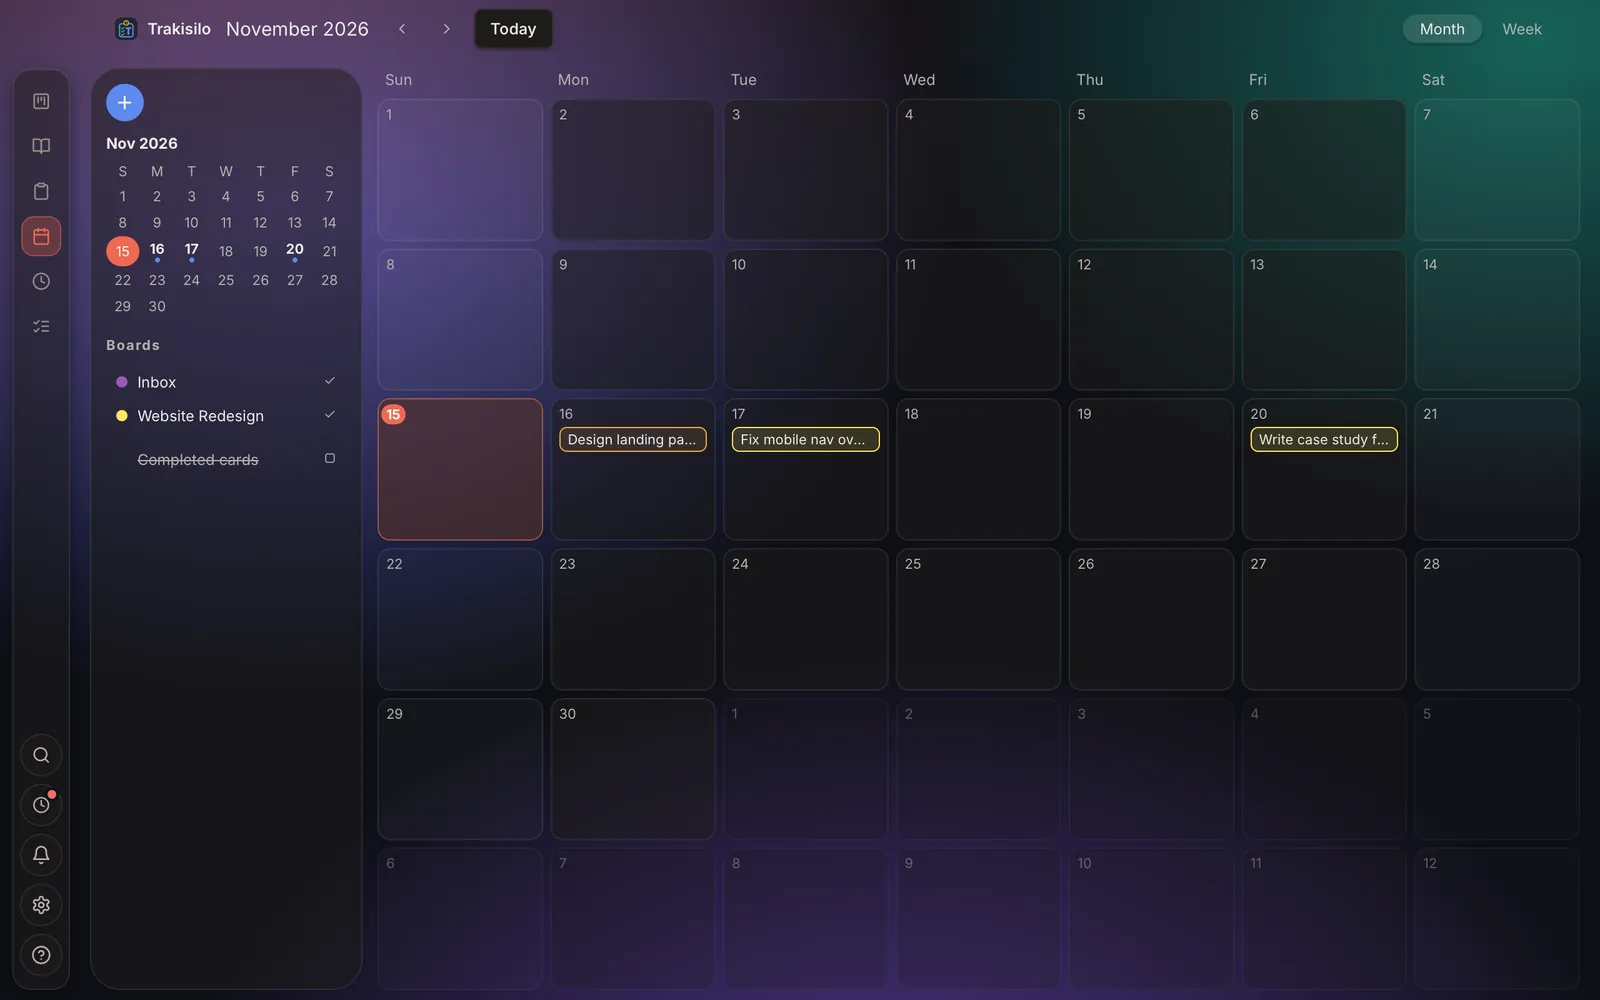 Trakisilo November 2026 Today Month Week
Nov 2026
S M T W T F S
1 2 3 4 5 6 7
8 9 10 11 12 13 14
15 16 17 18 19 20 21
22 23 24 25 26 27 28
29 30
Boards
Inbox
Website Redesign
Completed cards
Sun Mon Tue Wed Thu Fri Sat
1 2 3 4 5 6 7
8 9 10 11 12 13 14
15 16 17 18 19 20 21
Design landing pa... Fix mobile nav ov... Write case study f...
22 23 24 25 26 27 28
29 30 1 2 3 4 5
6 7 8 9 10 11 12